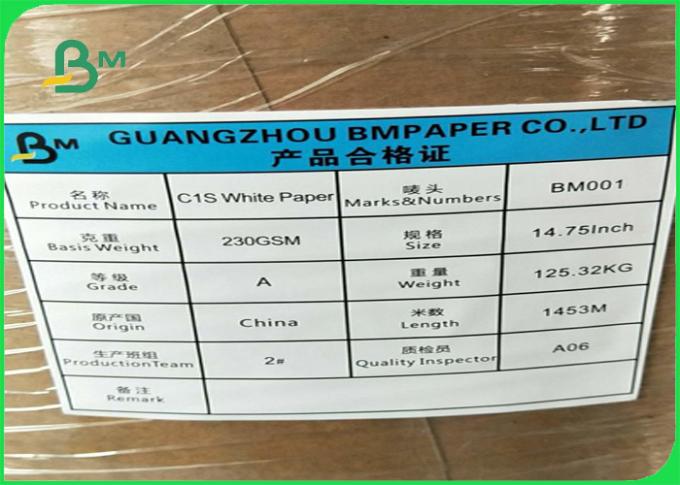 BM
BM GUANGZHOU BMPAPER CO.,LTD
产品合格证
名称
Product Name
C1S White Paper
唛头
Marks&Numbers
BM001
克重
Basis Weight
230GSM
规格
Size
14.75Inch
等级
Grade
A
重量
Weight
125.32KG
原产国
Origin
China
米数
Length
1453M
生产班组
ProductionTeam
2#
质检员
Quality Inspector
A06
备注
Remark